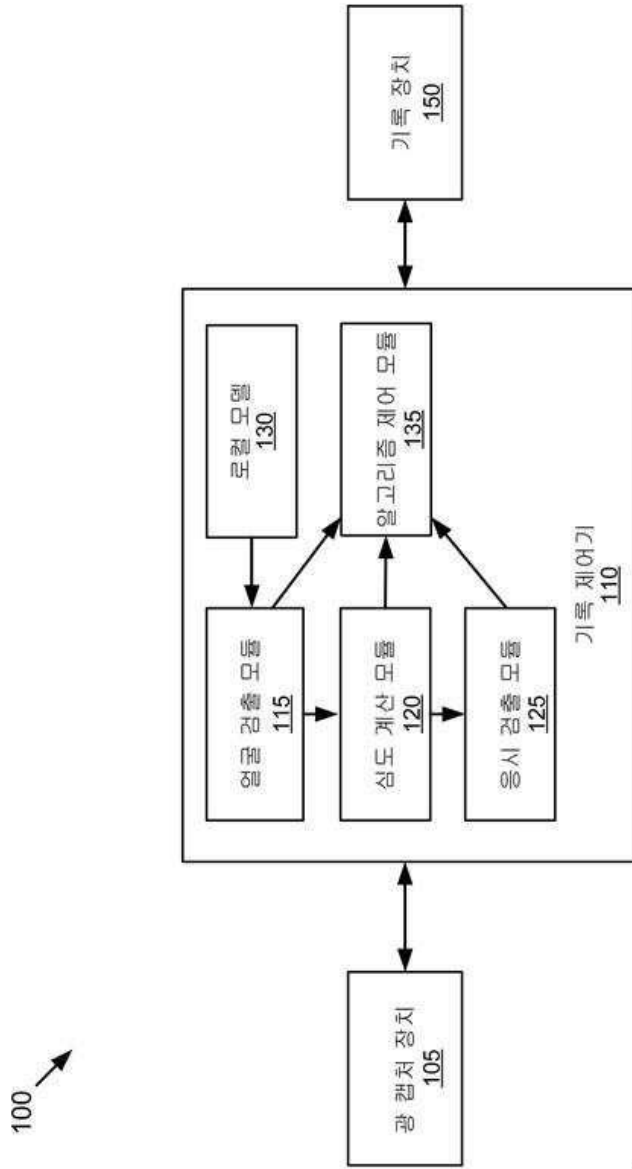 100
광 캡처 장치
105
얼굴 검출 모듈
115
로컬 모델
130
심도 계산 모듈
120
알고리즘 제어 모듈
135
응시 검출 모듈
125
기록 제어기
110
기록 장치
150